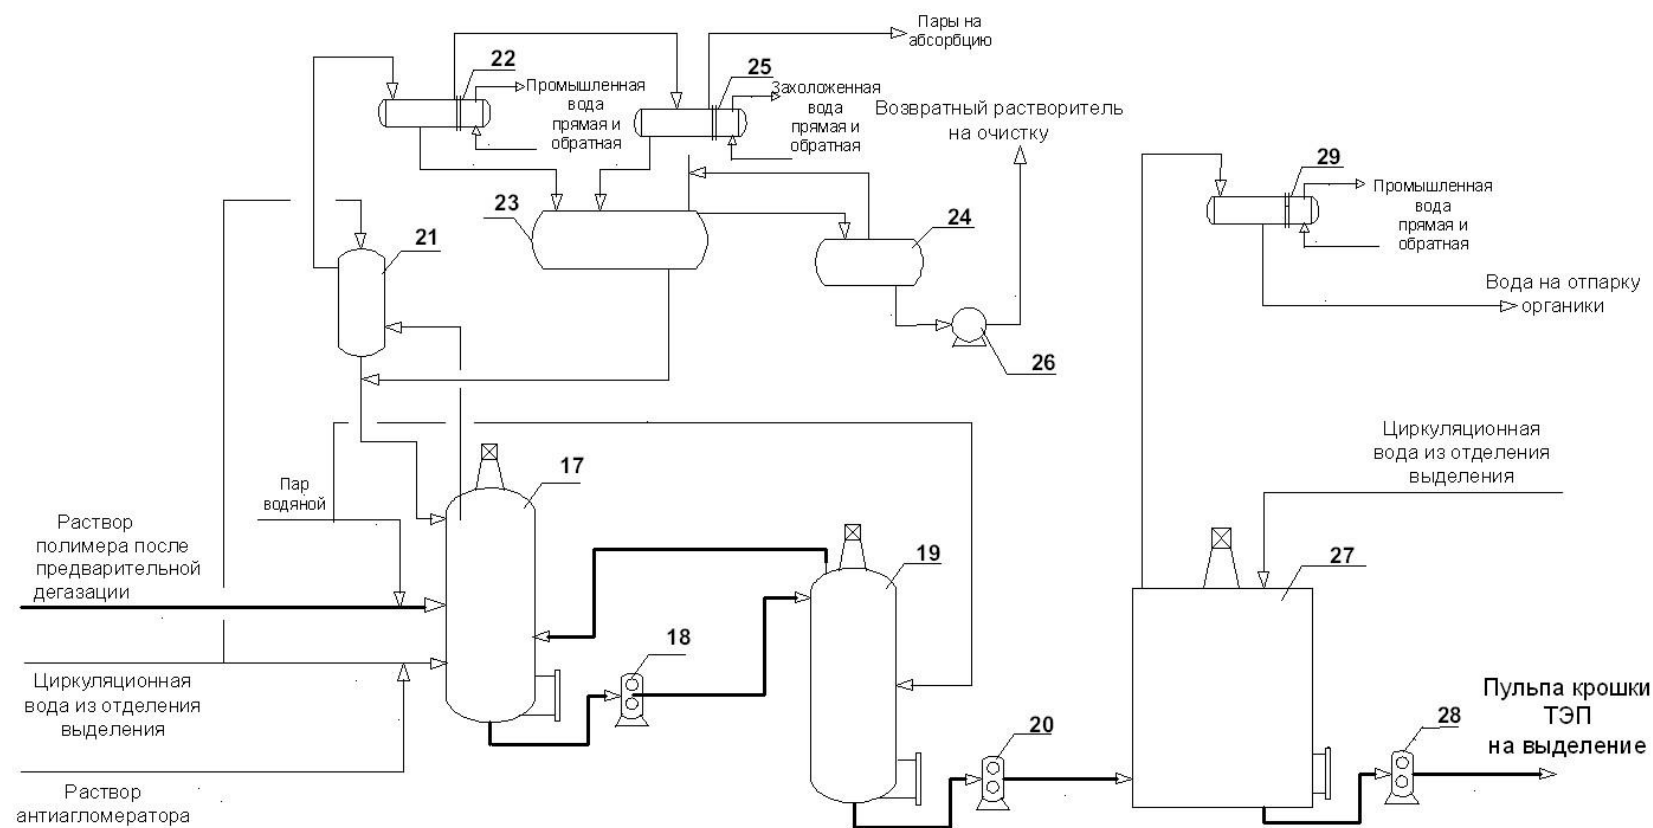 Пары на
абсорбцию
22
25
Промышленная
вода
прямая и
обратная
Захоложенная
вода
прямая и
обратная
Возвратный растворитель
на очистку
29
Промышленная
вода
прямая и
обратная
23
24
21
Вода на отпарку
органики
26
Циркуляционная
вода из отделения
выделения
17
Пар
водяной
Раствор
полимера после
предварительной
дегазации
19
27
18
Циркуляционная
вода из отделения
выделения
Пульпа крошки
ТЭП
на выделение
20
28
Раствор
антиагломератора